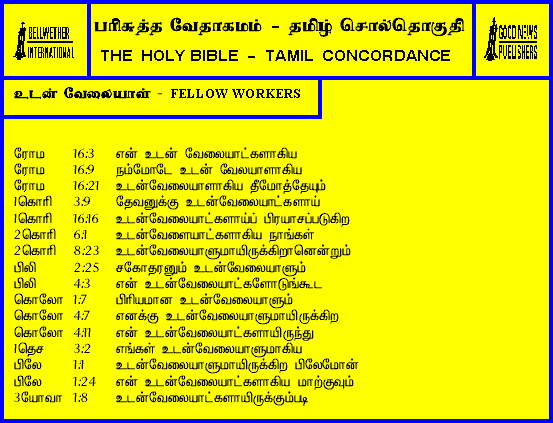 BELLWETHER INTERNATIONAL
பரிசுத்த வேதாகமம் - தமிழ் சொல்தொகுதி
THE HOLY BIBLE - TAMIL CONCORDANCE
GOOD NEWS PUBLISHERS
உடன் வேலையாள் - FELLOW WORKERS
ரோம 16:3 என் உடன் வேலையாட்களாகிய
ரோம 16:9 நம்மோடே உடன் வேலயாளாகிய
ரோம 16:21 உடன்வேலையாளாகிய தீமோத்தேயும்
1கொரி 3:9 தேவனுக்கு உடன்வேலையாட்களாய்
1கொரி 16:16 உடன்வேலையாட்களாய்ப் பிரயாசப்படுகிற
2கொரி 6:1 உடன்வேளையாட்களாகிய நாங்கள்
2கொரி 8:23 உடன்வேலையாளுமாயிருக்கிறானென்றும்
பிலி 2:25 சகோதரனும் உடன்வேலையாளும்
பிலி 4:3 என் உடன்வேலையாட்களோடுங்கூட
கொலோ 1:7 பிரியமான உடன்வேலையாளும்
கொலோ 4:7 எனக்கு உடன்வேலையாளுமாயிருக்கிற
கொலோ 4:11 என் உடன்வேலையாட்களாயிருந்து
1தெச 3:2 எங்கள் உடன்வேலையாளுமாகிய
பிலே 1:1 உடன்வேலையாளுமாயிருக்கிற பிலேமோன்
பிலே 1:24 என் உடன்வேலையாட்களாகிய மாற்குவும்
3யோவா 1:8 உடன்வேலையாட்களாயிருக்கும்படி